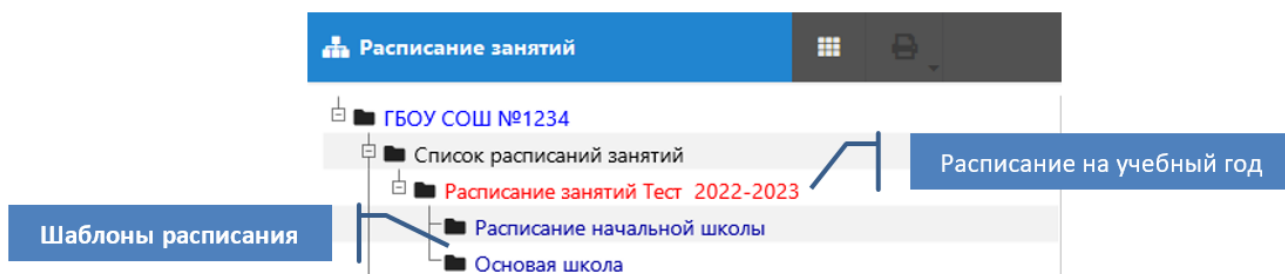 Расписание занятий
ГБОУ СОШ №1234
Список расписаний занятий
Расписание на учебный год
Расписание занятий Тест 2022-2023
Шаблоны расписания
Расписание начальной школы
Основая школа